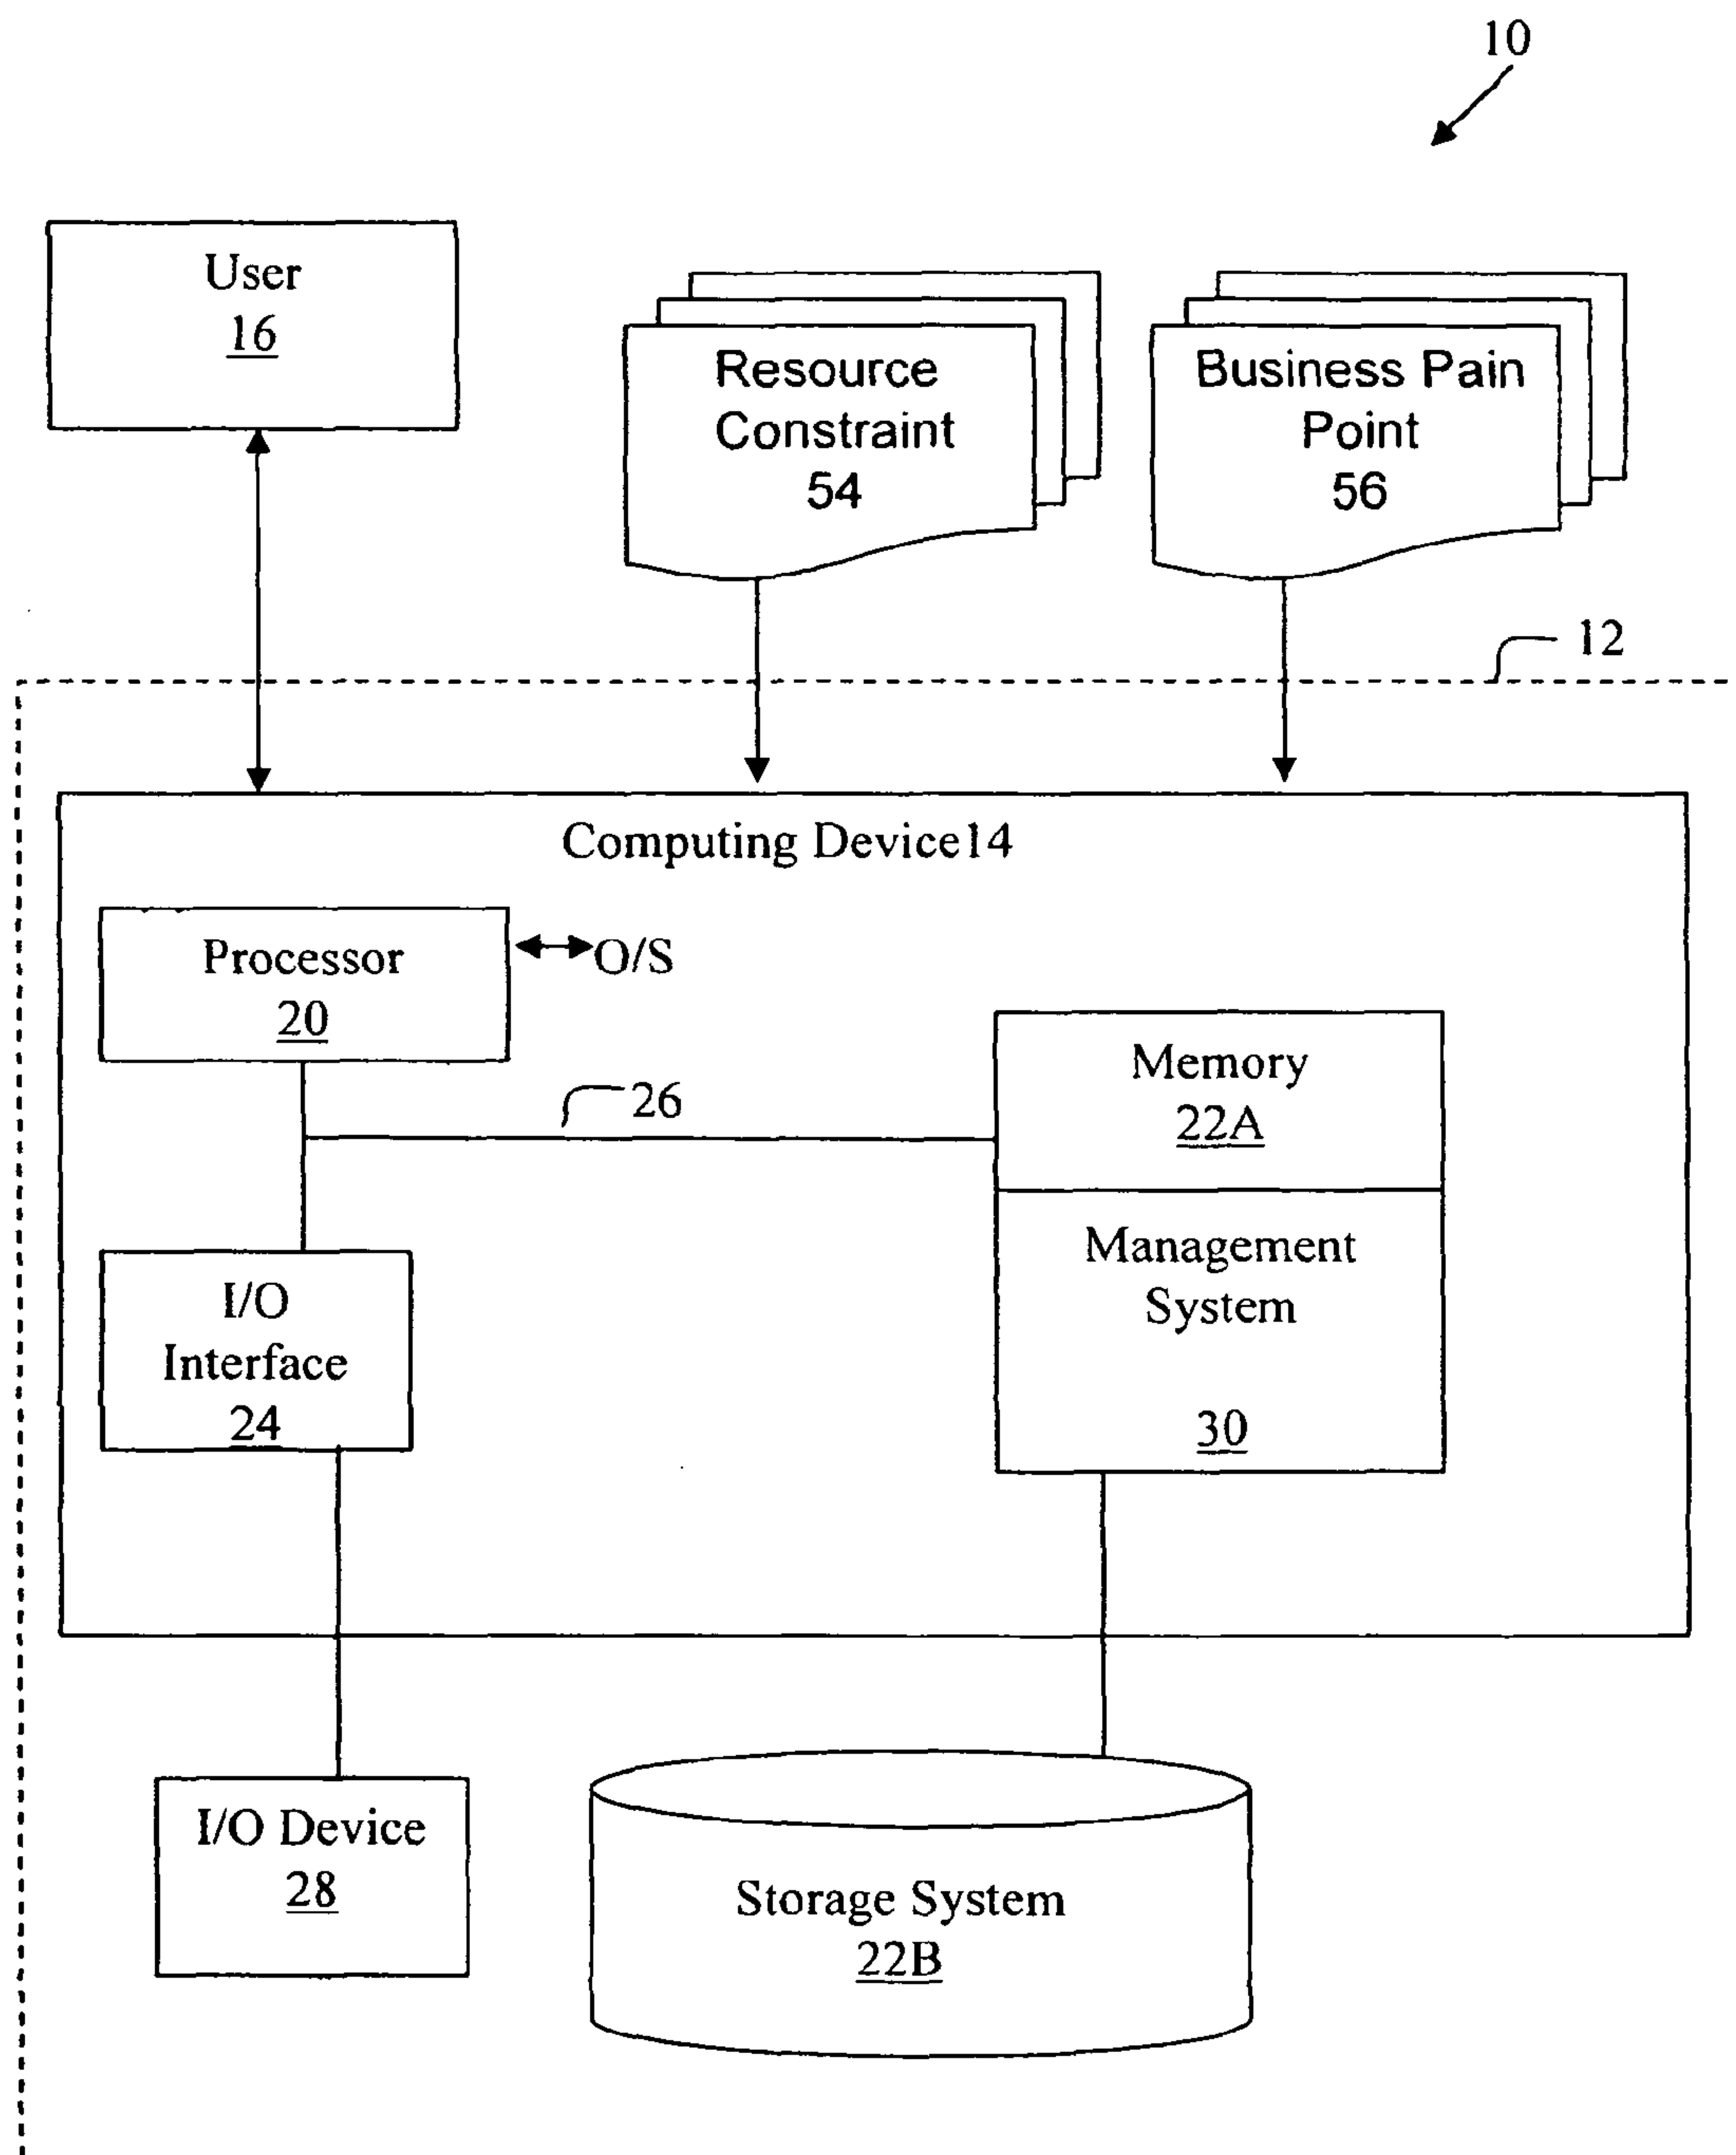 10
User
16
Resource
Constraint
54
Business Pain
Point
56
12
Computing Device14
Processor
20
O/S
26
Memory
22A
Management
System
30
I/O
Interface
24
I/O Device
28
Storage System
22B